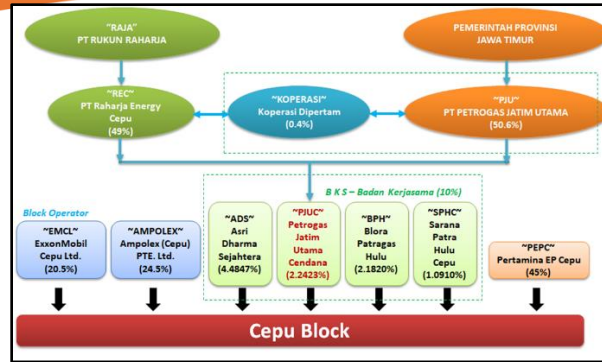 ~RAJA~
PT RUKUN RAHARJA
PEMERINTAH PROVINSI
JAWA TIMUR
~REC~
PT Raharja Energy
Cepu
(49%)
~KOPERASI~
Koperasi Dipertam
(0.4%)
~PJU~
PT PETROGAS JATIM UTAMA
(50.6%)
B K S – Badan Kerjasama (10%)
Block Operator
~EMCL~
ExxonMobil
Cepu Ltd.
(20.5%)
~AMPOLEX~
Ampolex (Cepu)
PTE. Ltd.
(24.5%)
~ADS~
Asri
Dharma
Sejahtera
(4.4847%)
~PJUC~
Petrogas
Jatim
Utama
Cendana
(2.2423%)
~BPH~
Blora
Patragas
Hulu
(2.1820%)
~SPHC~
Sarana
Patra
Hulu
Cepu
(1.0910%)
~PEPC~
Pertamina EP Cepu
(45%)
Cepu Block